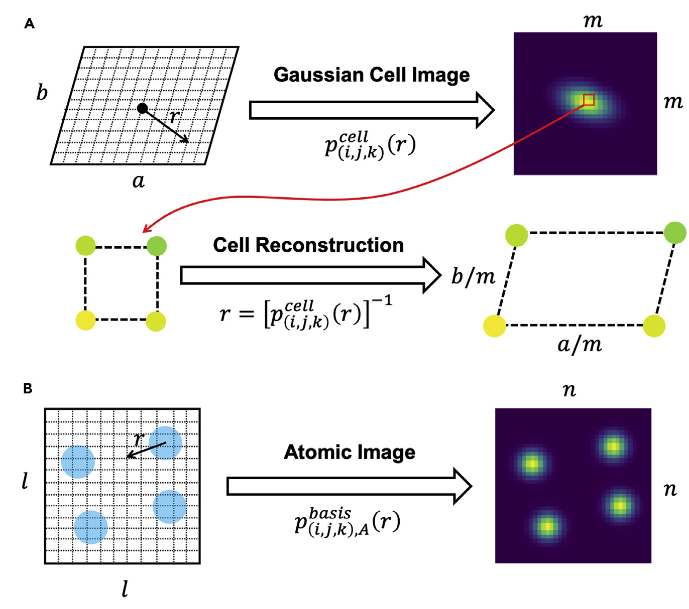 A
m
b
r
Gaussian Cell Image
m
p^{cell}_{(i,j,k)}(r)
a
Cell Reconstruction
b/m
r = [p^{cell}_{(i,j,k)}(r)]^{-1}
a/m
B
n
r
Atomic Image
l
n
p^{basis}_{(i,j,k),A}(r)
l